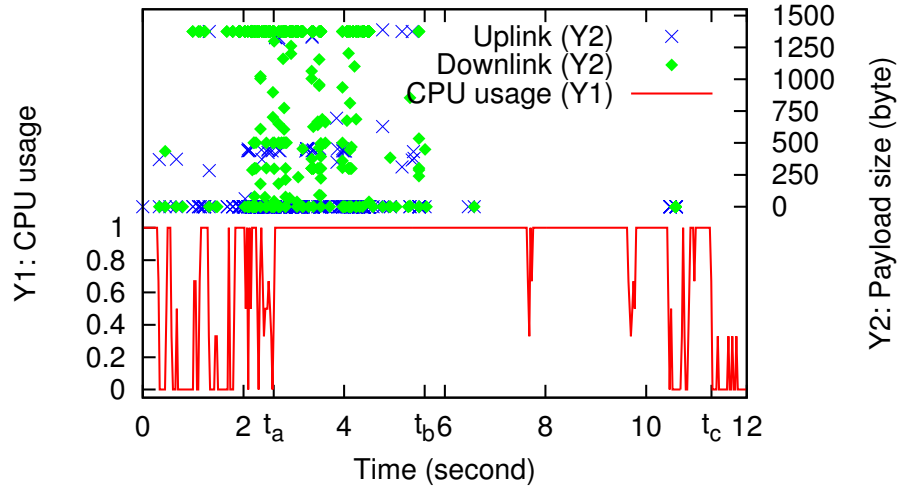 Uplink (Y2)
Downlink (Y2)
CPU usage (Y1)
Y1: CPU usage
1
0.8
0.6
0.4
0.2
0
1500
1250
1000
750
500
250
0
Y2: Payload size (byte)
0 2 t_a 4 t_b 6 8 10 t_c 12
Time (second)